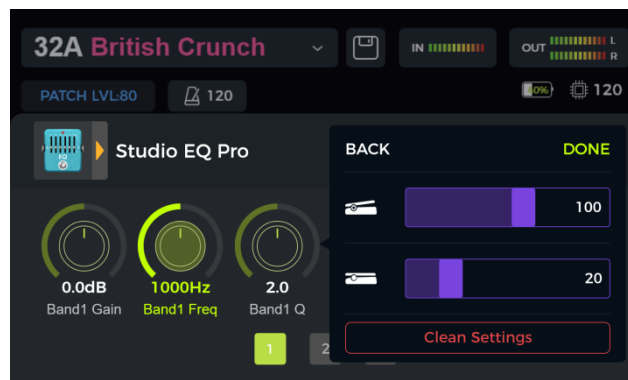 32A British Crunch
IN
OUT
L
R
PATCH LVL:80
120
40%
120
EQ
Studio EQ Pro
BACK
DONE
100
20
Clean Settings
0.0dB
1000Hz
2.0
Band1 Gain
Band1 Freq
Band1 Q
1
2